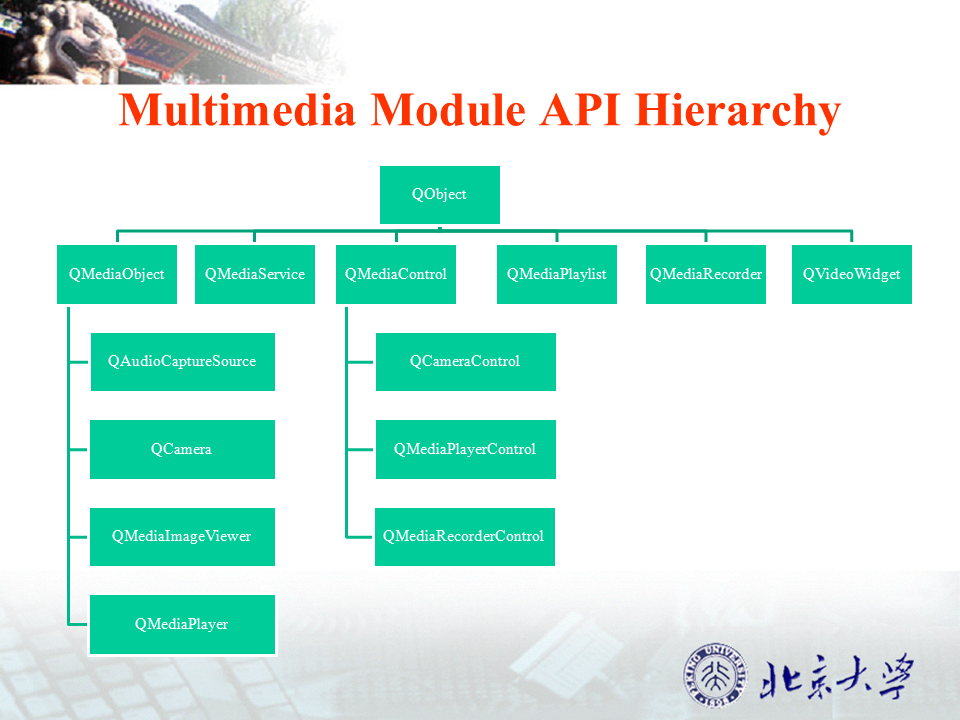 Multimedia Module API Hierarchy
QObject
QMediaObject
QMediaService
QMediaControl
QMediaPlaylist
QMediaRecorder
QVideoWidget
QAudioCaptureSource
QCameraControl
QCamera
QMediaPlayerControl
QMediaImageViewer
QMediaRecorderControl
QMediaPlayer
PEKING UNIVERSITY
1898
北京大学